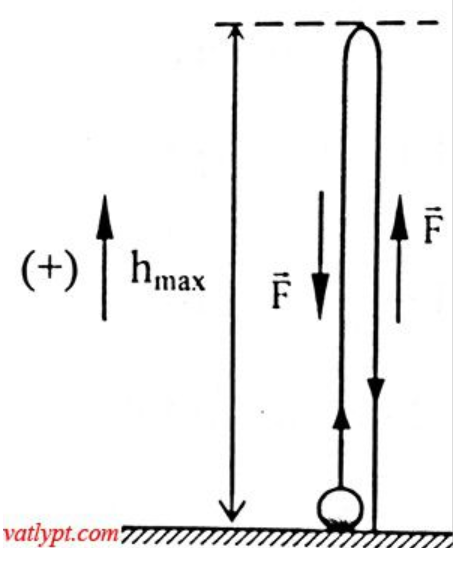 (+)
h_max
F⃗
F⃗
vatlypt.com